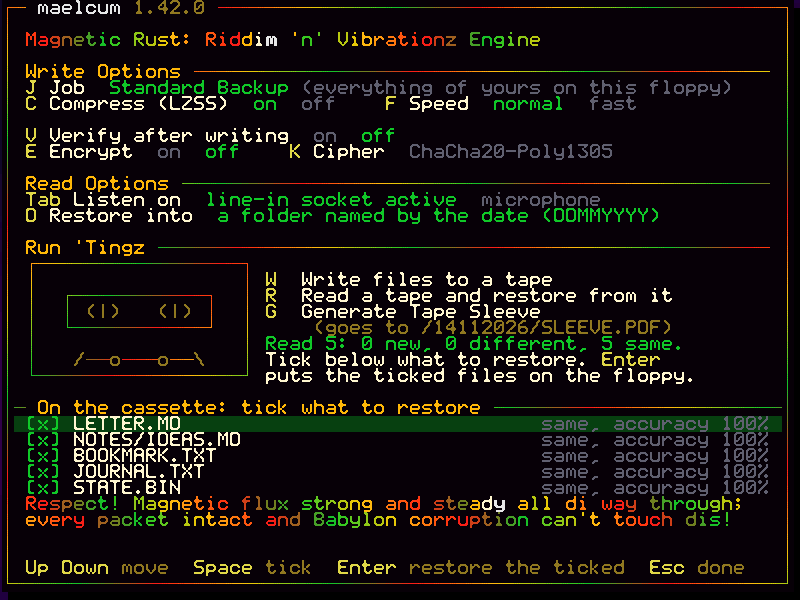 maelcum 1.42.0
Magnetic Rust: Riddim 'n' Vibrationz Engine
Write Options
J Job  Standard Backup (everything of yours on this floppy)
C Compress (LZSS)  on  off    F Speed  normal  fast
V Verify after writing  on  off
E Encrypt  on  off    K Cipher  ChaCha20-Poly1305
Read Options
Tab Listen on  line-in socket active  microphone
O Restore into  a folder named by the date (DDMMYYYY)
Run 'Tingz
W  Write files to a tape
R  Read a tape and restore from it
G  Generate Tape Sleeve
(goes to /14112026/SLEEVE.PDF)
Read 5: 0 new, 0 different, 5 same.
Tick below what to restore. Enter
puts the ticked files on the floppy.
On the cassette: tick what to restore
[x] LETTER.MD  same, accuracy 100%
[x] NOTES/IDEAS.MD  same, accuracy 100%
[x] BOOKMARK.TXT  same, accuracy 100%
[x] JOURNAL.TXT  same, accuracy 100%
[x] STATE.BIN  same, accuracy 100%
Respect! Magnetic flux strong and steady all di way through;
every packet intact and Babylon corruption can't touch dis!
Up Down move  Space tick  Enter restore the ticked  Esc done